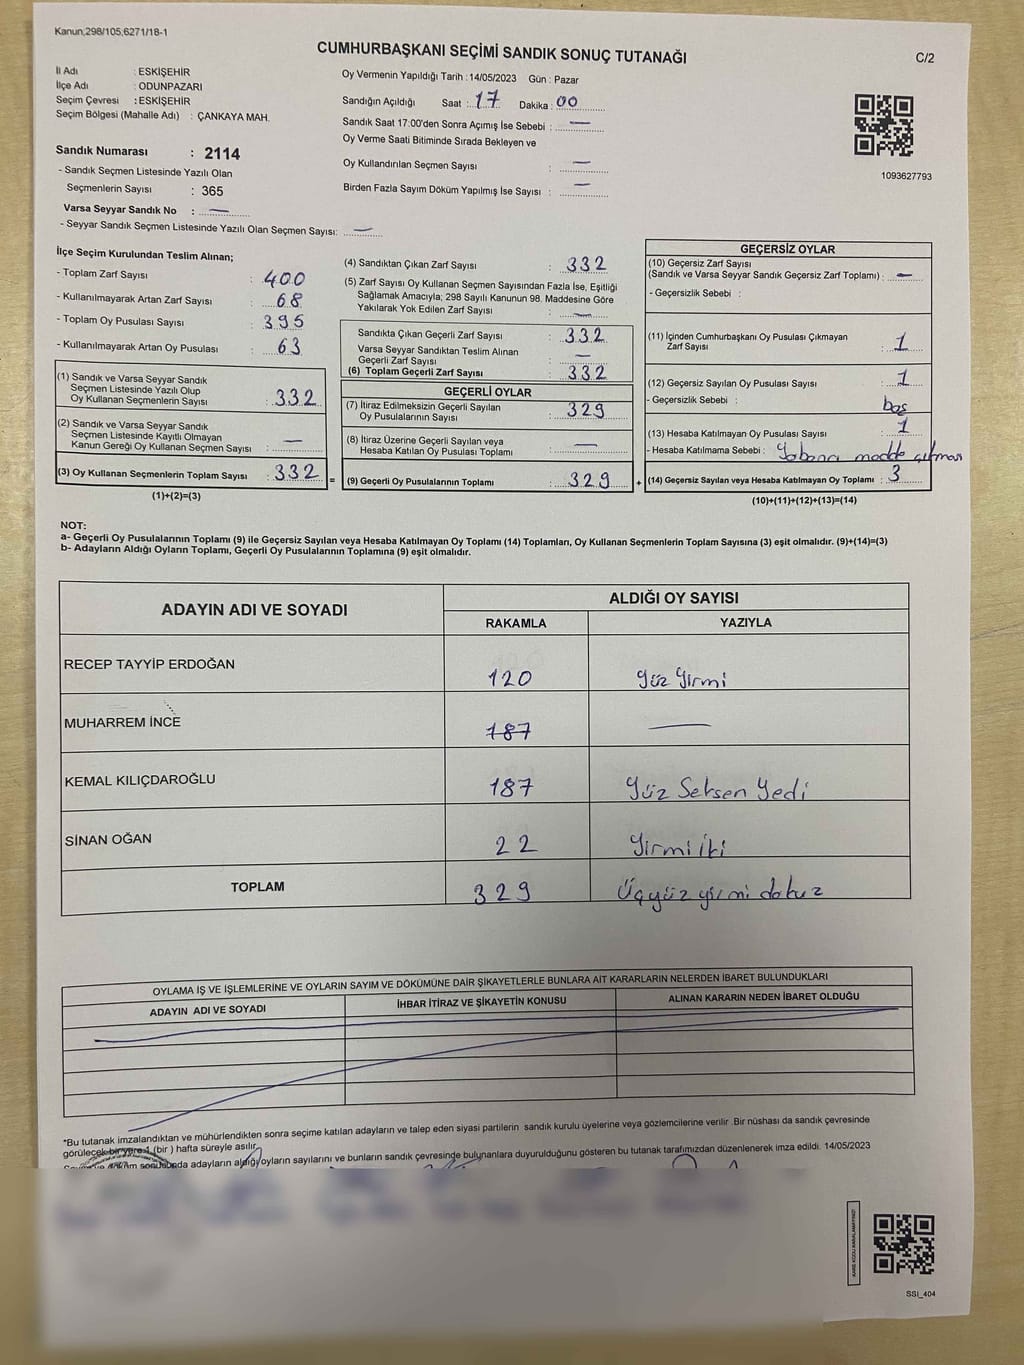 Kanun;298/105;6271/18-1
CUMHURBAŞKANI SEÇİMİ SANDIK SONUÇ TUTANAĞI
C/2
İl Adı : ESKİŞEHİR
İlçe Adı : ODUNPAZARI
Seçim Çevresi : ESKİŞEHİR
Seçim Bölgesi (Mahalle Adı) : ÇANKAYA MAH.
Sandık Numarası : 2114
- Sandık Seçmen Listesinde Yazılı Olan
Seçmenlerin Sayısı : 365
Varsa Seyyar Sandık No : —
- Seyyar Sandık Seçmen Listesinde Yazılı Olan Seçmen Sayısı: —
Oy Vermenin Yapıldığı Tarih : 14/05/2023 Gün : Pazar
Sandığın Açıldığı Saat : 17 Dakika : 00
Sandık Saat 17:00'den Sonra Açımış İse Sebebi : —
Oy Verme Saati Bitiminde Sırada Bekleyen ve
Oy Kullandırılan Seçmen Sayısı : —
Birden Fazla Sayım Döküm Yapılmış İse Sayısı : —
1093627793
İlçe Seçim Kurulundan Teslim Alınan;
- Toplam Zarf Sayısı : 400
- Kullanılmayarak Artan Zarf Sayısı : 68
- Toplam Oy Pusulası Sayısı : 395
- Kullanılmayarak Artan Oy Pusulası : 63
(1) Sandık ve Varsa Seyyar Sandık
Seçmen Listesinde Yazılı Olup
Oy Kullanan Seçmenlerin Sayısı : 332
(2) Sandık ve Varsa Seyyar Sandık
Seçmen Listesinde Kayıtlı Olmayan
Kanun Gereği Oy Kullanan Seçmen Sayısı : —
(3) Oy Kullanan Seçmenlerin Toplam Sayısı : 332 =
(1)+(2)=(3)
(4) Sandıktan Çıkan Zarf Sayısı : 332
(5) Zarf Sayısı Oy Kullanan Seçmen Sayısından Fazla İse, Eşitliği
Sağlamak Amacıyla; 298 Sayılı Kanunun 98. Maddesine Göre
Yakılarak Yok Edilen Zarf Sayısı : —
Sandıkta Çıkan Geçerli Zarf Sayısı : 332
Varsa Seyyar Sandıktan Teslim Alınan
Geçerli Zarf Sayısı : —
(6) Toplam Geçerli Zarf Sayısı : 332
GEÇERLİ OYLAR
(7) İtiraz Edilmeksizin Geçerli Sayılan
Oy Pusulalarının Sayısı : 329
(8) İtiraz Üzerine Geçerli Sayılan veya
Hesaba Katılan Oy Pusulası Toplamı : —
(9) Geçerli Oy Pusulalarının Toplamı : 329 +
GEÇERSİZ OYLAR
(10) Geçersiz Zarf Sayısı
(Sandık ve Varsa Seyyar Sandık Geçersiz Zarf Toplamı) : —
- Geçersizlik Sebebi :
(11) İçinden Cumhurbaşkanı Oy Pusulası Çıkmayan
Zarf Sayısı : 1
(12) Geçersiz Sayılan Oy Pusulası Sayısı : 1
- Geçersizlik Sebebi : boş
(13) Hesaba Katılmayan Oy Pusulası Sayısı : 1
- Hesaba Katılmama Sebebi : Yabancı madde çıkması
(14) Geçersiz Sayılan veya Hesaba Katılmayan Oy Toplamı : 3
(10)+(11)+(12)+(13)=(14)
NOT:
a- Geçerli Oy Pusulalarının Toplamı (9) ile Geçersiz Sayılan veya Hesaba Katılmayan Oy Toplamı (14) Toplamları, Oy Kullanan Seçmenlerin Toplam Sayısına (3) eşit olmalıdır. (9)+(14)=(3)
b- Adayların Aldığı Oyların Toplamı, Geçerli Oy Pusulalarının Toplamına (9) eşit olmalıdır.
ADAYIN ADI VE SOYADI
ALDIĞI OY SAYISI
RAKAMLA YAZIYLA
RECEP TAYYİP ERDOĞAN 120 Yüz Yirmi
MUHARREM İNCE 187 —
KEMAL KILIÇDAROĞLU 187 Yüz Seksen Yedi
SİNAN OĞAN 22 Yirmi İki
TOPLAM 329 Üçyüz yirmi dokuz
OYLAMA İŞ VE İŞLEMLERİNE VE OYLARIN SAYIM VE DÖKÜMÜNE DAİR ŞİKAYETLERLE BUNLARA AİT KARARLARIN NELERDEN İBARET BULUNDUKLARI
ADAYIN ADI VE SOYADI İHBAR İTİRAZ VE ŞİKAYETİN KONUSU ALINAN KARARIN NEDEN İBARET OLDUĞU
*Bu tutanak imzalandıktan ve mühürlendikten sonra seçime katılan adayların ve talep eden siyasi partilerin sandık kurulu üyelerine veya gözlemcilerine verilir .Bir nüshası da sandık çevresinde
görülecek bir yere 1 (bir ) hafta süreyle asılır.
döküm sonucunda adayların aldığı oyların sayılarını ve bunların sandık çevresinde bulunanlara duyurulduğunu gösteren bu tutanak tarafımızdan düzenlenerek imza edildi. 14/05/2023
SSI_404